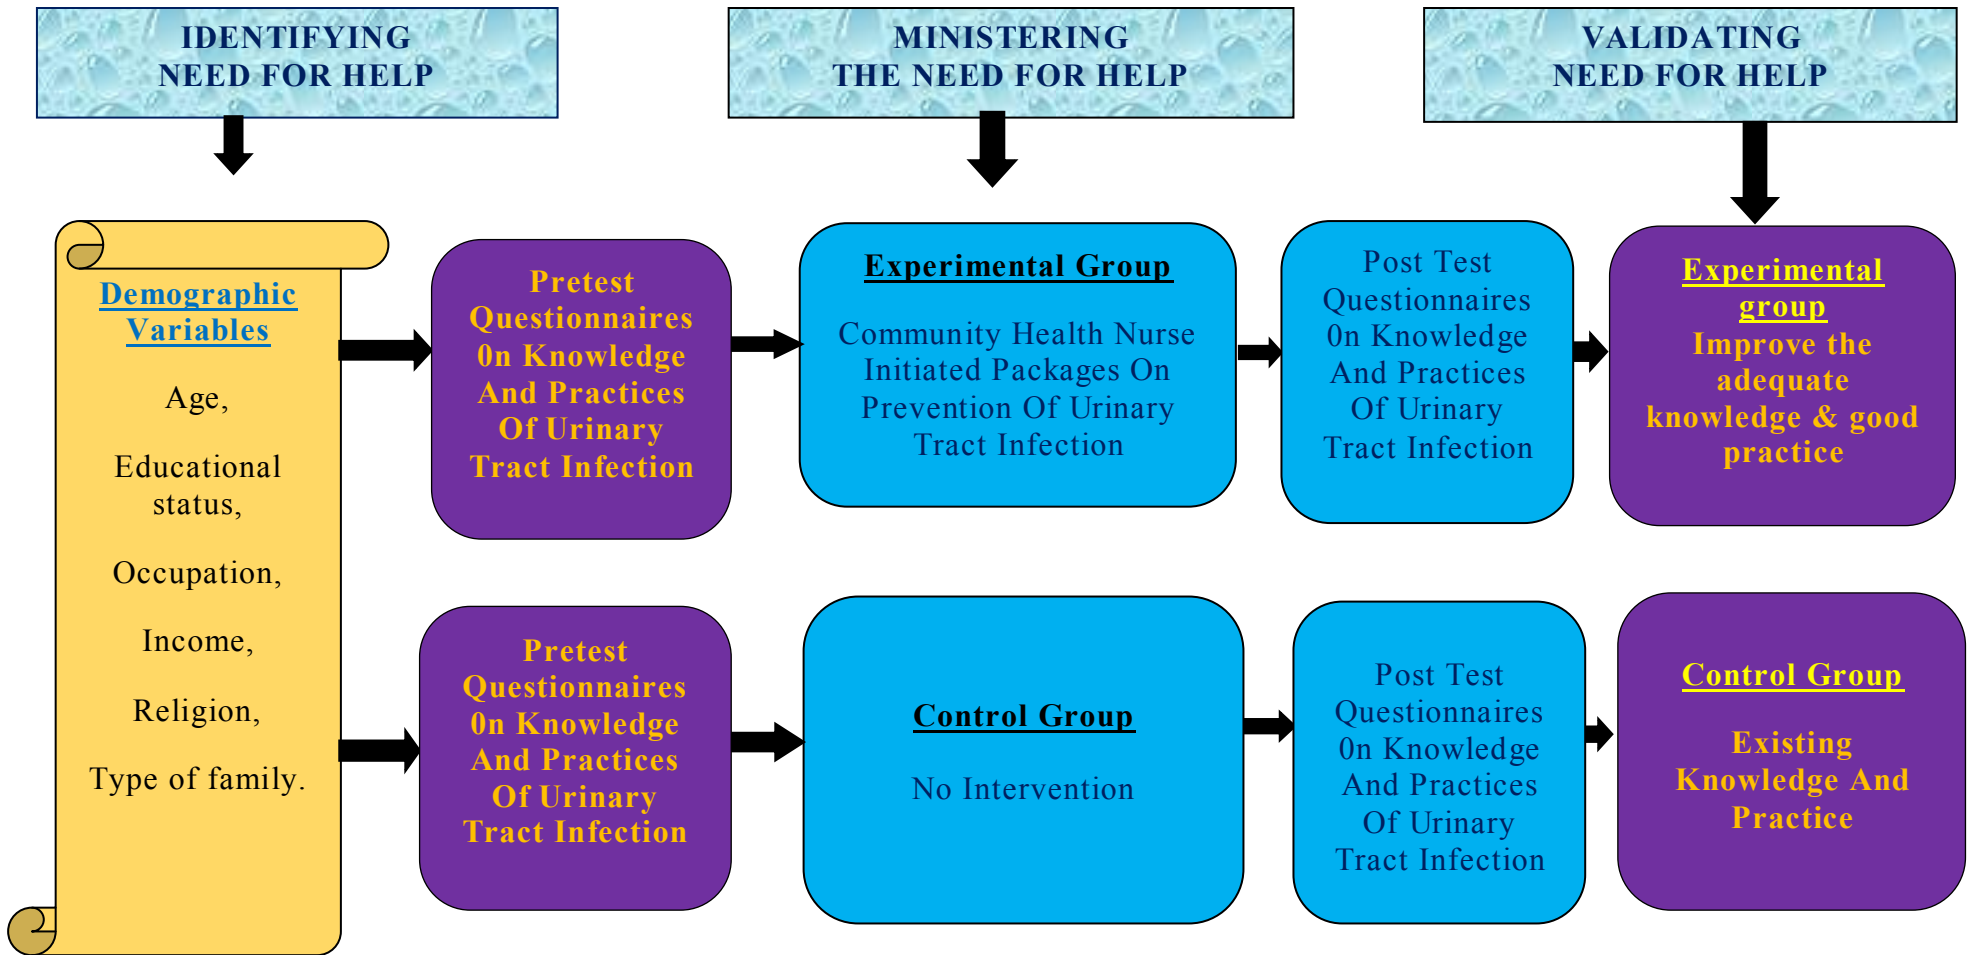 IDENTIFYING
NEED FOR HELP
MINISTERING
THE NEED FOR HELP
VALIDATING
NEED FOR HELP
Demographic
Variables
Age,
Educational
status,
Occupation,
Income,
Religion,
Type of family.
Pretest
Questionnaires
0n Knowledge
And Practices
Of Urinary
Tract Infection
Experimental Group
Community Health Nurse
Initiated Packages On
Prevention Of Urinary
Tract Infection
Post Test
Questionnaires
0n Knowledge
And Practices
Of Urinary
Tract Infection
Experimental
group
Improve the
adequate
knowledge & good
practice
Pretest
Questionnaires
0n Knowledge
And Practices
Of Urinary
Tract Infection
Control Group
No Intervention
Post Test
Questionnaires
0n Knowledge
And Practices
Of Urinary
Tract Infection
Control Group
Existing
Knowledge And
Practice